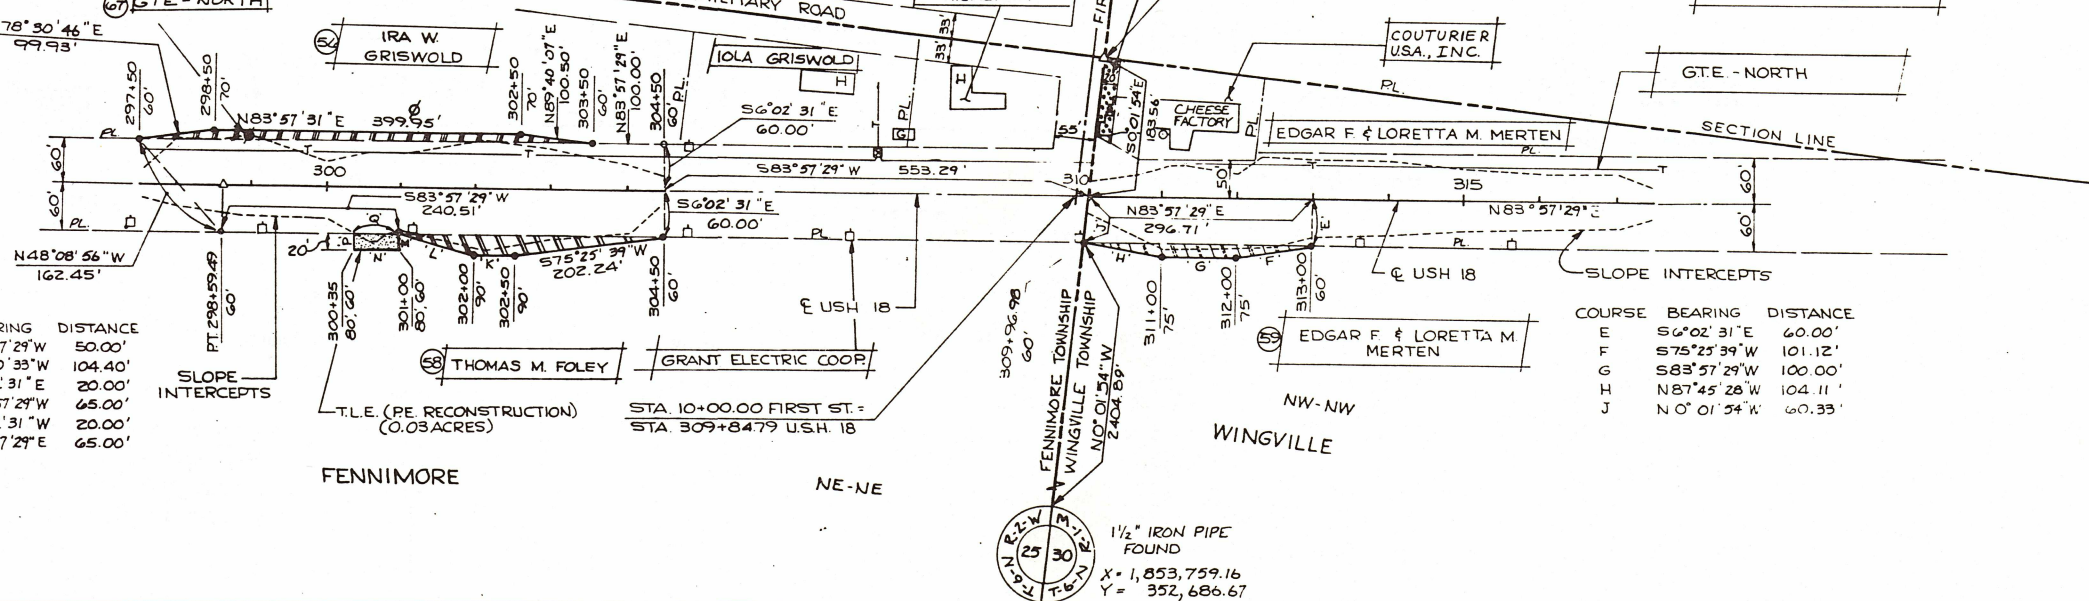 67 GTE - NORTH
MILITARY ROAD
FIR
78°30'46"E
99.93'
54
IRA W.
GRISWOLD
IOLA GRISWOLD
33' 33'
H
H
COUTURIER
U.S.A., INC.
G.T.E. - NORTH
PL.
297+50
60'
298+50
70'
N83°57'31"E 399.95'
302+50
70'
N89°40'07"E
100.50'
303+50
60'
N83°57'29"E
100.00'
304+50
60'
P.L.
S6°02'31"E
60.00'
T
P.L.
G
55'
S0°01'54"E
183.56'
CHEESE
FACTORY
P.L.
EDGAR F. & LORETTA M. MERTEN
SECTION LINE
PL.
PL.
60'
60'
T
T
300
S83°57'29"W 553.29'
310
50'
T
T
315
60'
60'
S83°57'29"W
240.51'
S6°02'31"E
60.00'
N83°57'29"E
296.71'
N83°57'29"E
PL.
'Q'
'P'
'M'
'N'
20'
'L'
'K'
S75°25'39"W
202.24'
PL.
'J'
'H'
'G'
'F'
'E'
PL.
N48°08'56"W
162.45'
PT. 298+59.49
60'
300+35
80', 60'
301+00
80', 60'
302+00
90'
302+50
90'
304+50
60'
℄ USH 18
309+96.98
60'
311+00
75'
312+00
75'
313+00
60'
℄ USH 18
SLOPE INTERCEPTS
RING DISTANCE
7'29"W 50.00'
0'33"W 104.40'
'31"E 20.00'
57'29"W 65.00'
'31"W 20.00'
7'29"E 65.00'
SLOPE
INTERCEPTS
58 THOMAS M. FOLEY
GRANT ELECTRIC COOP.
59 EDGAR F. & LORETTA M.
MERTEN
COURSE BEARING DISTANCE
E S6°02'31"E 60.00'
F S75°25'39"W 101.12'
G S83°57'29"W 100.00'
H N87°45'28"W 104.11'
J N0°01'54"W 60.33'
T.L.E. (P.E. RECONSTRUCTION)
(0.03 ACRES)
STA. 10+00.00 FIRST ST. =
STA. 309+84.79 U.S.H. 18
FENNIMORE TOWNSHIP
WINGVILLE TOWNSHIP
N0°01'54"W
2404.89'
NW-NW
WINGVILLE
FENNIMORE
NE-NE
R-2-W
R-1-W
25 30
T-6-N
T-6-N
1½" IRON PIPE
FOUND
X = 1,853,759.16
Y = 352,686.67